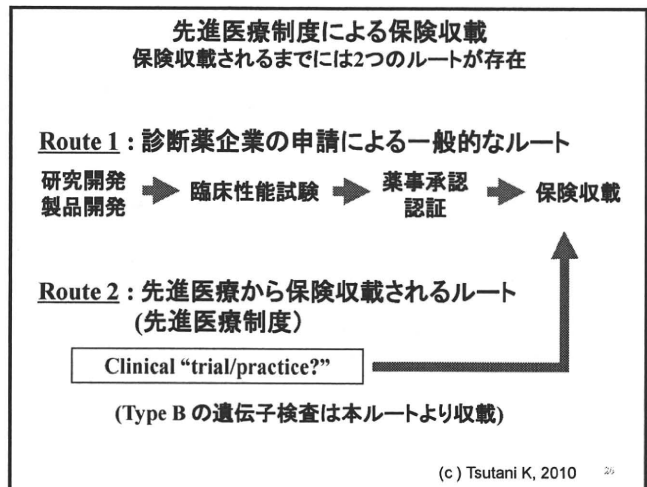 先進医療制度による保険収載
保険収載されるまでには2つのルートが存在
Route 1 : 診断薬企業の申請による一般的なルート
研究開発
製品開発
臨床性能試験
薬事承認
認証
保険収載
Route 2 : 先進医療から保険収載されるルート
(先進医療制度)
Clinical “trial/practice?”
(Type B の遺伝子検査は本ルートより収載)
(c) Tsutani K, 2010
26